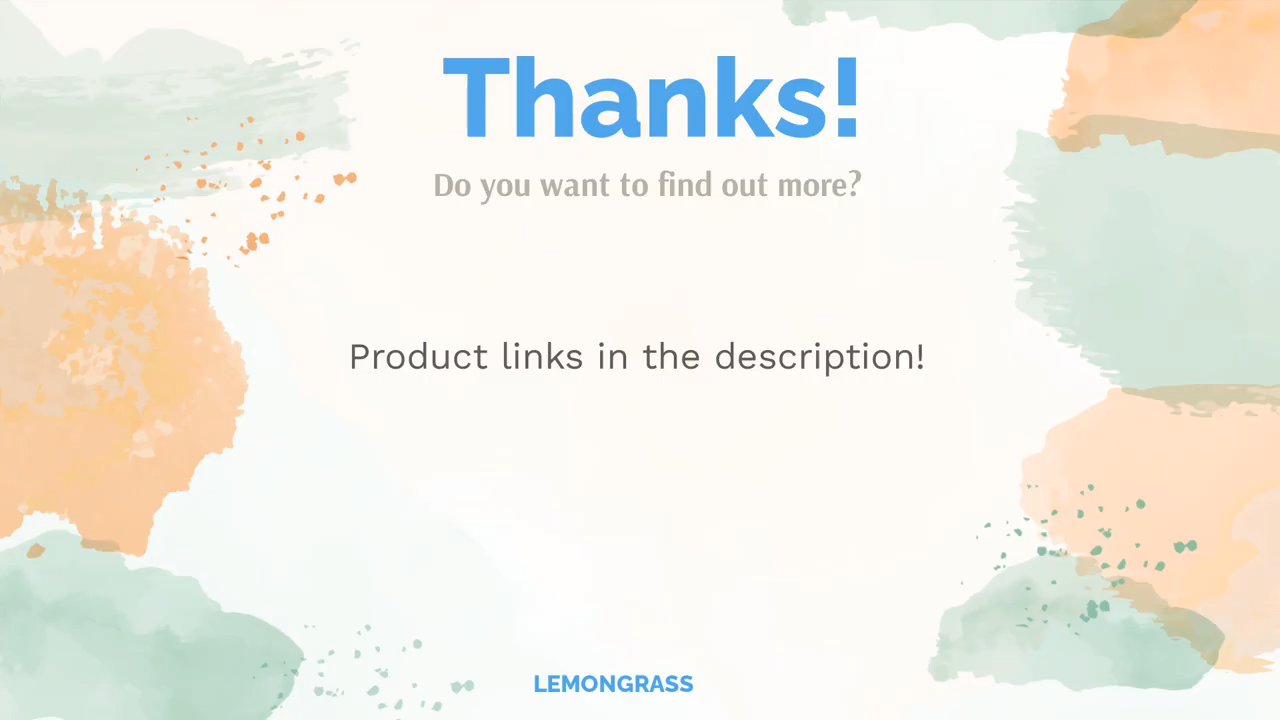 Thanks!
Do you want to find out more?
Product links in the description!
LEMONGRASS